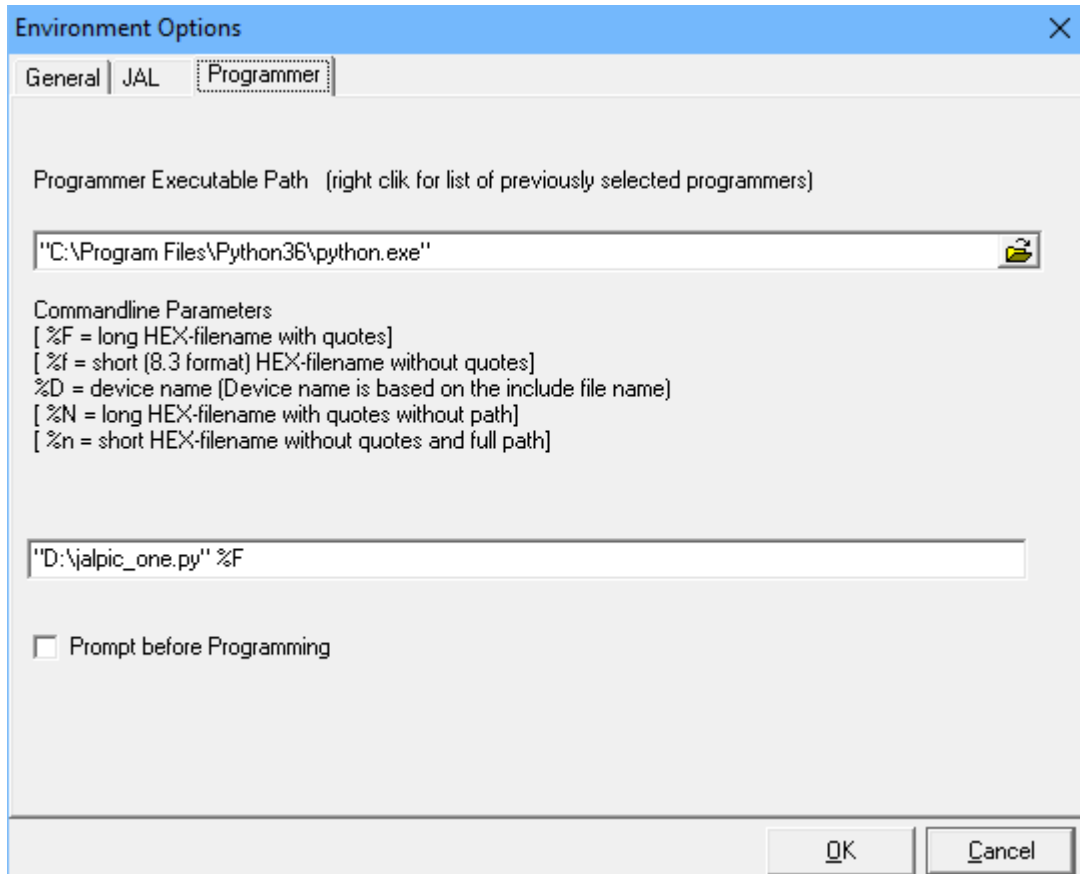 Environment Options
General JAL Programmer
Programmer Executable Path (right clik for list of previously selected programmers)
"C:\Program Files\Python36\python.exe"
Commandline Parameters
[ %F = long HEX-filename with quotes]
[ %f = short (8.3 format) HEX-filename without quotes]
%D = device name (Device name is based on the include file name)
[ %N = long HEX-filename with quotes without path]
[ %n = short HEX-filename without quotes and full path]
"D:\jalpic_one.py" %F
Prompt before Programming
OK Cancel